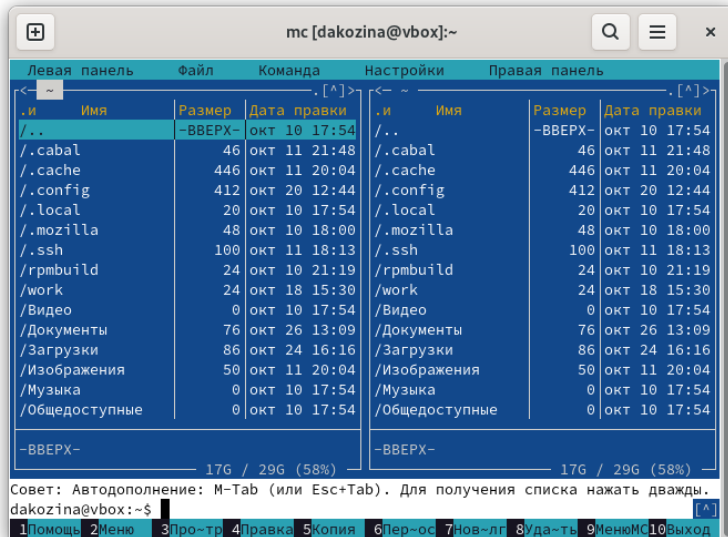 mc [dakozina@vbox]:~
Левая панель Файл Команда Настройки Правая панель
<─ ~ ─.[^]>
<─ ~ ─.[^]>
.и Имя Размер Дата правки .и Имя Размер Дата правки
/.. -ВВЕРХ- окт 10 17:54 /.. -ВВЕРХ- окт 10 17:54
/.cabal 46 окт 11 21:48 /.cabal 46 окт 11 21:48
/.cache 446 окт 11 20:04 /.cache 446 окт 11 20:04
/.config 412 окт 20 12:44 /.config 412 окт 20 12:44
/.local 20 окт 10 17:54 /.local 20 окт 10 17:54
/.mozilla 48 окт 10 18:00 /.mozilla 48 окт 10 18:00
/.ssh 100 окт 11 18:13 /.ssh 100 окт 11 18:13
/rpmbuild 24 окт 10 21:19 /rpmbuild 24 окт 10 21:19
/work 24 окт 18 15:30 /work 24 окт 18 15:30
/Видео 0 окт 10 17:54 /Видео 0 окт 10 17:54
/Документы 76 окт 26 13:09 /Документы 76 окт 26 13:09
/Загрузки 86 окт 24 16:16 /Загрузки 86 окт 24 16:16
/Изображения 50 окт 11 20:04 /Изображения 50 окт 11 20:04
/Музыка 0 окт 10 17:54 /Музыка 0 окт 10 17:54
/Общедоступные 0 окт 10 17:54 /Общедоступные 0 окт 10 17:54
-ВВЕРХ- -ВВЕРХ-
17G / 29G (58%) 17G / 29G (58%)
Совет: Автодополнение: M-Tab (или Esc+Tab). Для получения списка нажать дважды.
dakozina@vbox:~$ [^]
1Помощь 2Меню 3Про~тр 4Правка 5Копия 6Пер~ос 7Нов~лг 8Уда~ть 9МенюМС 10Выход